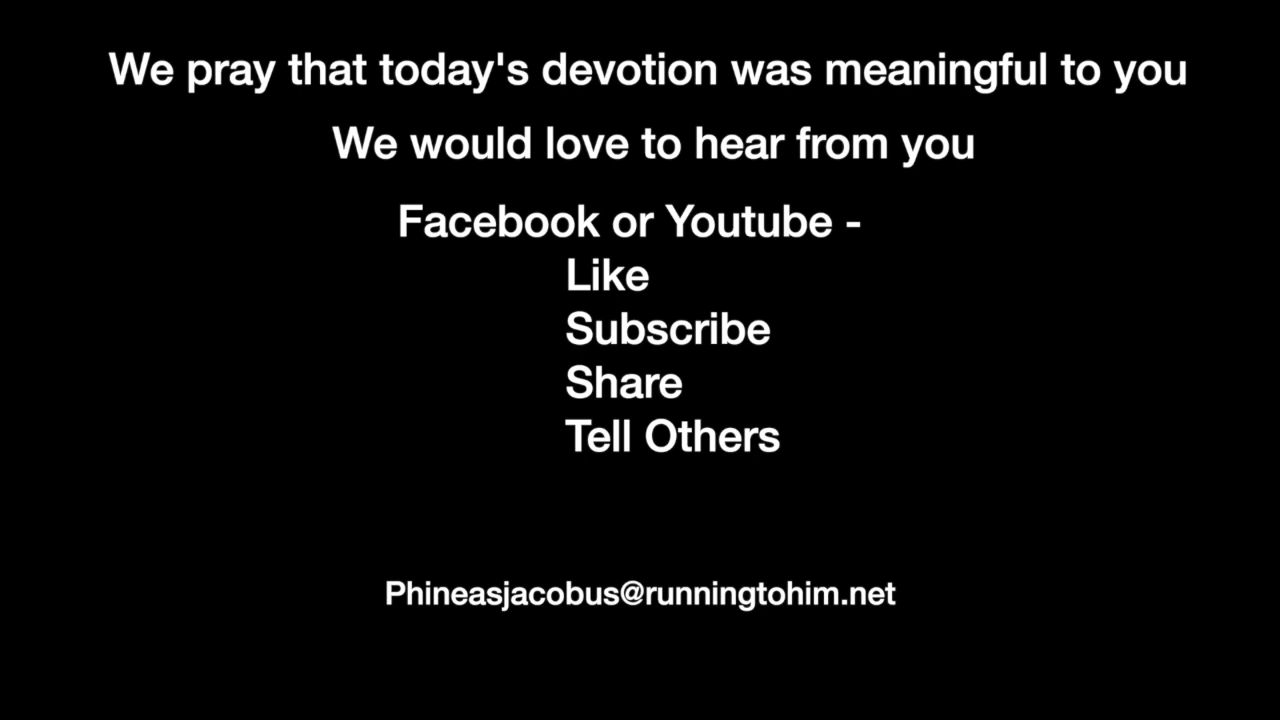 We pray that today's devotion was meaningful to you
We would love to hear from you
Facebook or Youtube -
Like
Subscribe
Share
Tell Others
Phineasjacobus@runningtohim.net